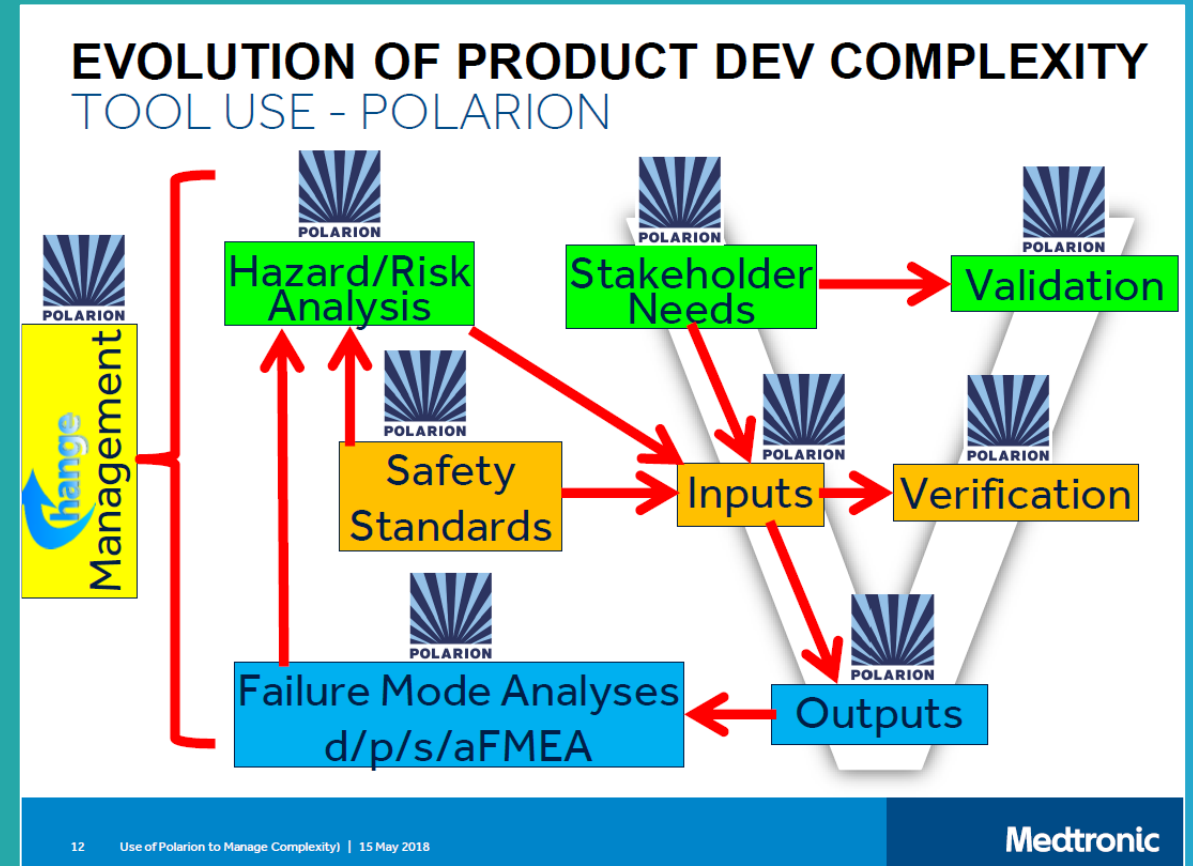 EVOLUTION OF PRODUCT DEV COMPLEXITY
TOOL USE - POLARION
POLARION
POLARION
POLARION
POLARION
Hazard/Risk
Analysis
Stakeholder
Needs
Validation
Change
Management
POLARION
POLARION
POLARION
Safety
Standards
Inputs
Verification
POLARION
POLARION
Failure Mode Analyses
d/p/s/aFMEA
Outputs
12 Use of Polarion to Manage Complexity) | 15 May 2018
Medtronic